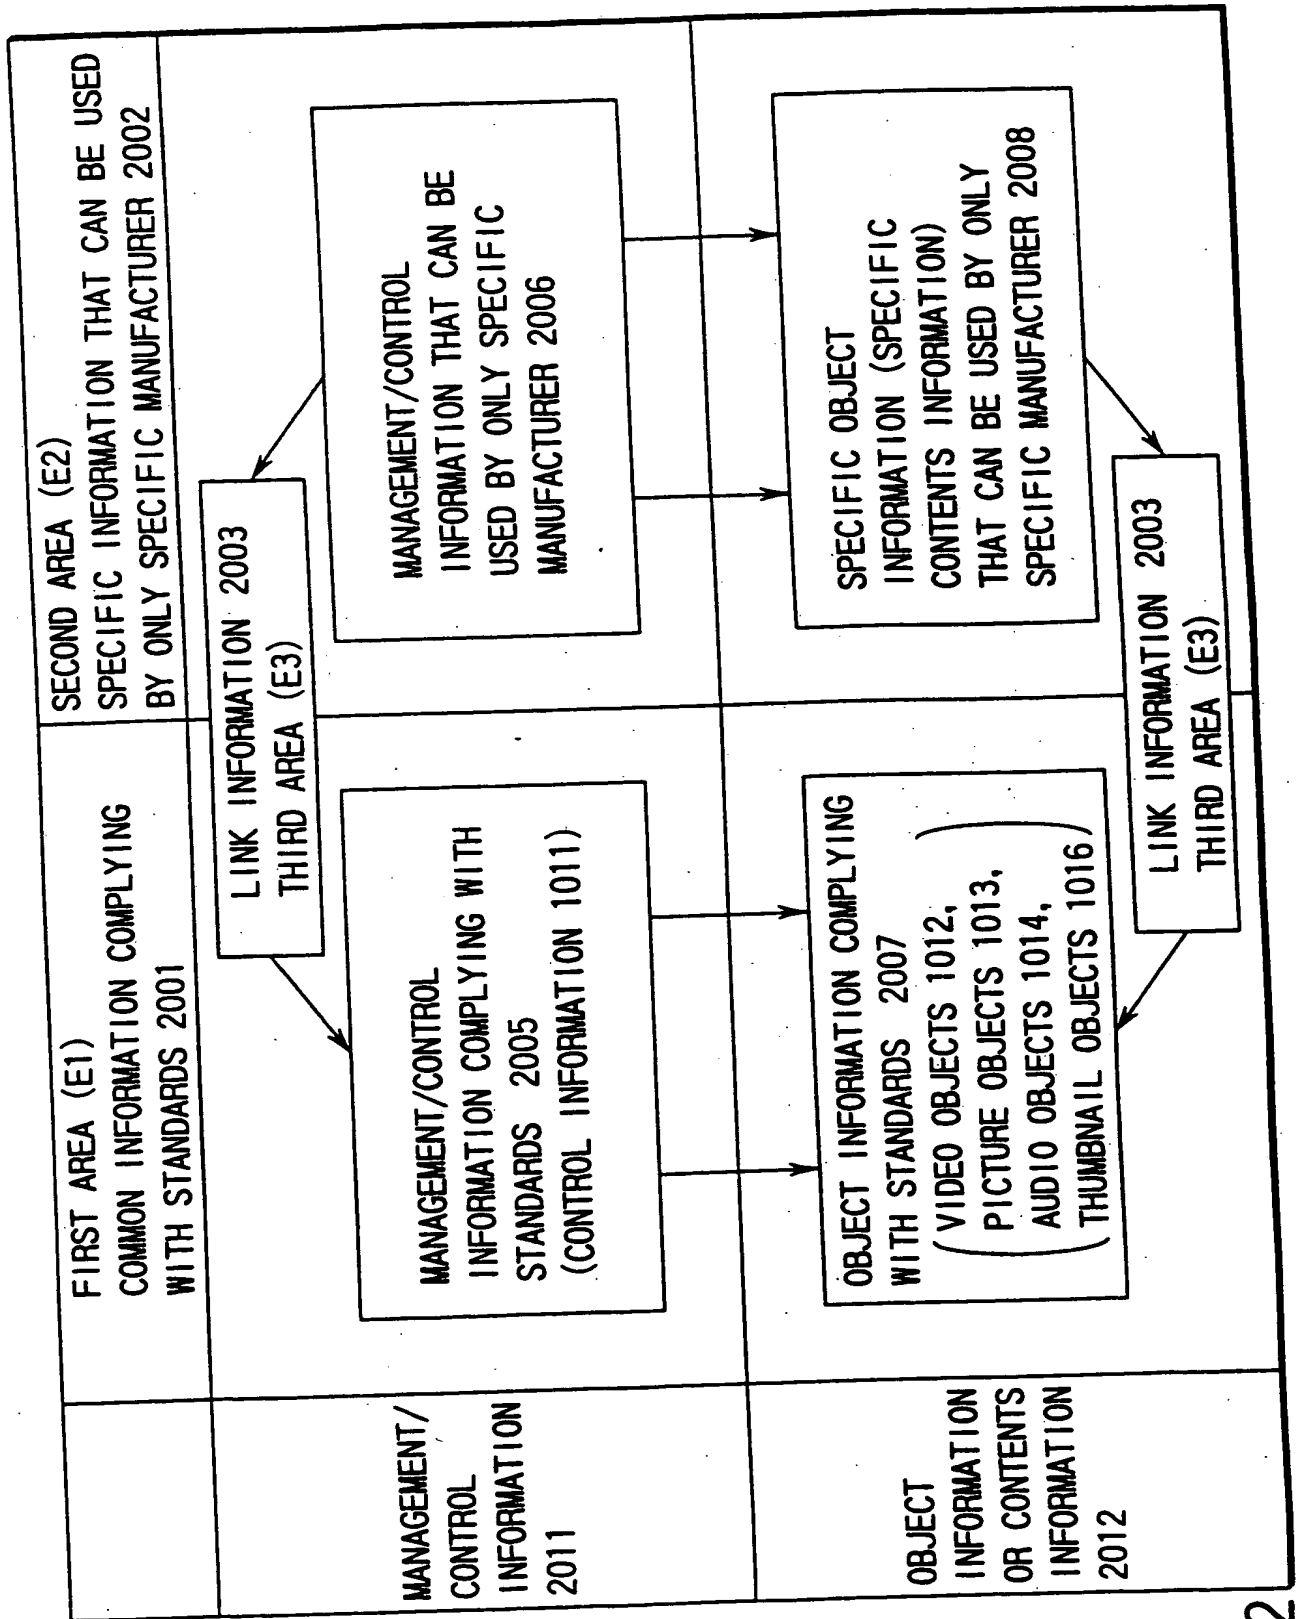 FIRST AREA (E1)
COMMON INFORMATION COMPLYING
WITH STANDARDS 2001
SECOND AREA (E2)
SPECIFIC INFORMATION THAT CAN BE USED
BY ONLY SPECIFIC MANUFACTURER 2002
MANAGEMENT/
CONTROL
INFORMATION
2011
LINK INFORMATION 2003
THIRD AREA (E3)
MANAGEMENT/CONTROL
INFORMATION COMPLYING WITH
STANDARDS 2005
(CONTROL INFORMATION 1011)
MANAGEMENT/CONTROL
INFORMATION THAT CAN BE
USED BY ONLY SPECIFIC
MANUFACTURER 2006
OBJECT
INFORMATION
OR CONTENTS
INFORMATION
2012
OBJECT INFORMATION COMPLYING
WITH STANDARDS 2007
(VIDEO OBJECTS 1012,
PICTURE OBJECTS 1013,
AUDIO OBJECTS 1014,
THUMBNAIL OBJECTS 1016)
SPECIFIC OBJECT
INFORMATION (SPECIFIC
CONTENTS INFORMATION)
THAT CAN BE USED BY ONLY
SPECIFIC MANUFACTURER 2008
LINK INFORMATION 2003
THIRD AREA (E3)
2